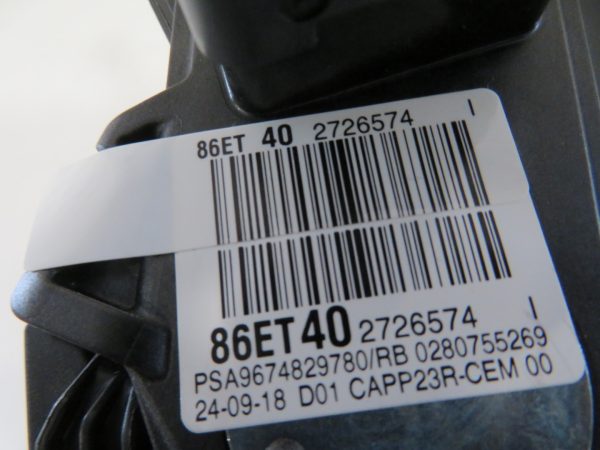 86ET 40 2726574 I
86ET40 2726574 I
PSA9674829780/RB 0280755269
24-09-18 D01 CAPP23R-CEM 00